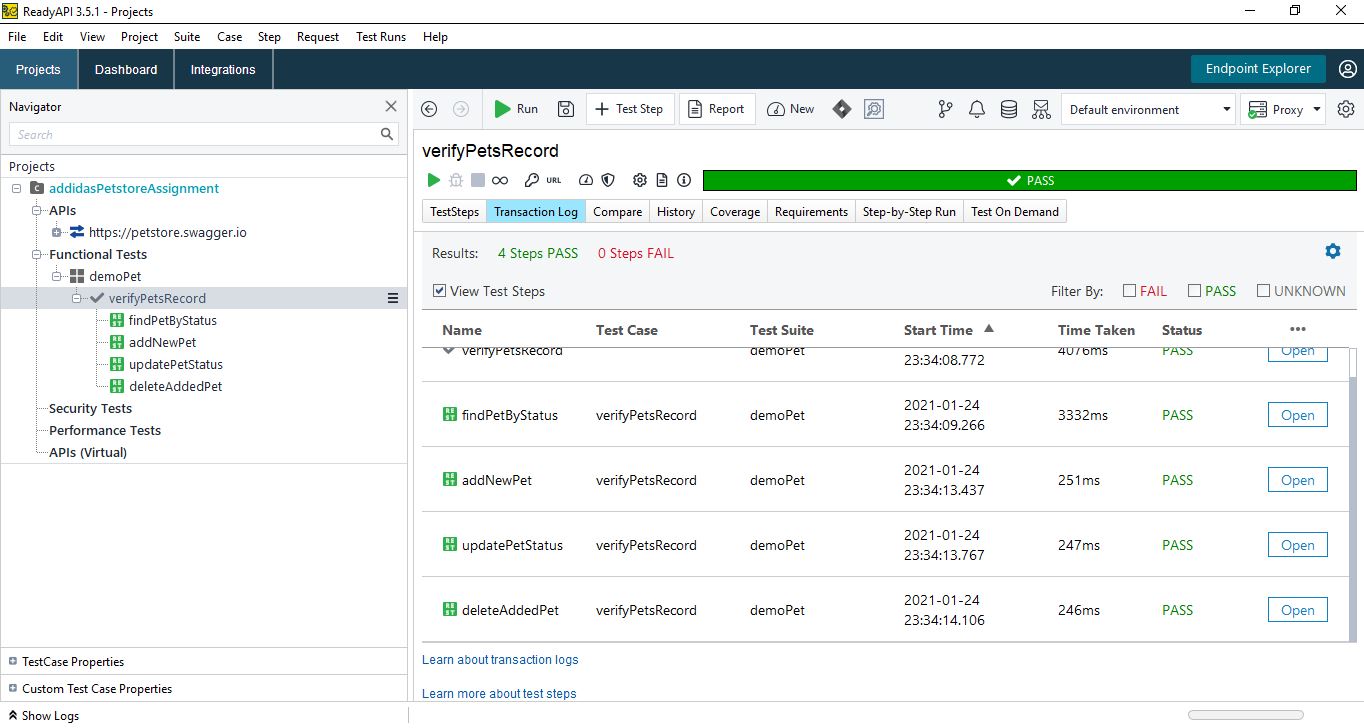 ReadyAPI 3.5.1 - Projects
File Edit View Project Suite Case Step Request Test Runs Help
Projects Dashboard Integrations Endpoint Explorer
Navigator
Search
Projects
addidasPetstoreAssignment
APIs
https://petstore.swagger.io
Functional Tests
demoPet
verifyPetsRecord
REST findPetByStatus
REST addNewPet
REST updatePetStatus
REST deleteAddedPet
Security Tests
Performance Tests
APIs (Virtual)
TestCase Properties
Custom Test Case Properties
Show Logs
Run Test Step Report New Default environment Proxy
verifyPetsRecord
URL PASS
TestSteps Transaction Log Compare History Coverage Requirements Step-by-Step Run Test On Demand
Results: 4 Steps PASS 0 Steps FAIL
View Test Steps Filter By: FAIL PASS UNKNOWN
Name Test Case Test Suite Start Time Time Taken Status •••
verifyPetsRecord demoPet 23:34:08.772 4076ms PASS Open
REST findPetByStatus verifyPetsRecord demoPet 2021-01-24 23:34:09.266 3332ms PASS Open
REST addNewPet verifyPetsRecord demoPet 2021-01-24 23:34:13.437 251ms PASS Open
REST updatePetStatus verifyPetsRecord demoPet 2021-01-24 23:34:13.767 247ms PASS Open
REST deleteAddedPet verifyPetsRecord demoPet 2021-01-24 23:34:14.106 246ms PASS Open
Learn about transaction logs
Learn more about test steps